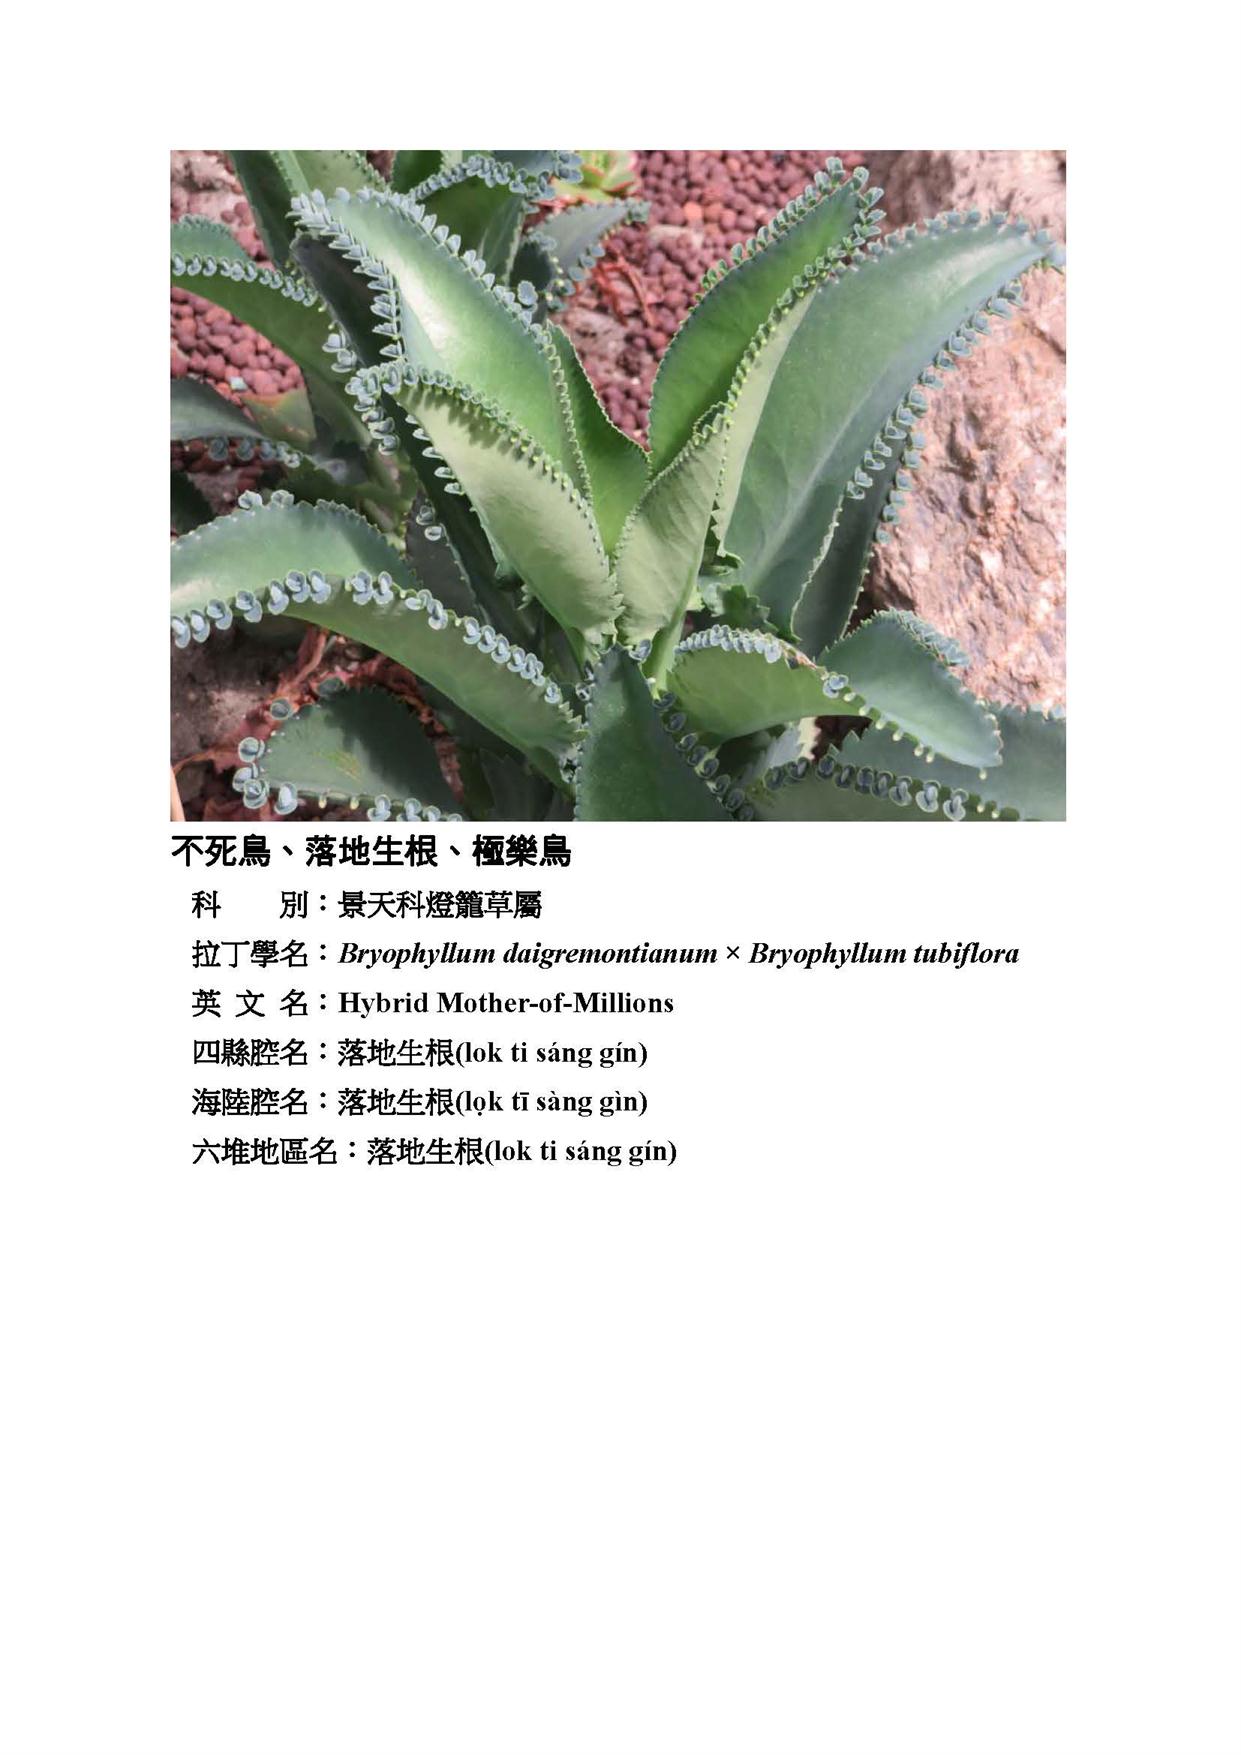 不死鳥、落地生根、極樂鳥
科　　別：景天科燈籠草屬
拉丁學名：Bryophyllum daigremontianum × Bryophyllum tubiflora
英 文 名：Hybrid Mother-of-Millions
四縣腔名：落地生根(lok ti sáng gín)
海陸腔名：落地生根(lọk tī sàng gìn)
六堆地區名：落地生根(lok ti sáng gín)